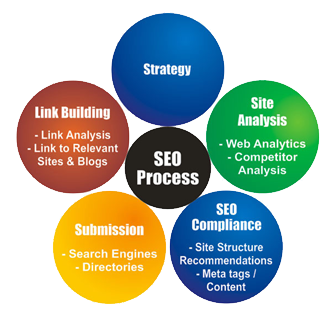 Strategy
Link Building
- Link Analysis
- Link to Relevant
Sites & Blogs
Site
Analysis
- Web Analytics
- Competitor
Analysis
SEO
Process
Submission
- Search Engines
- Directories
SEO
Compliance
- Site Structure
Recommendations
- Meta tags /
Content